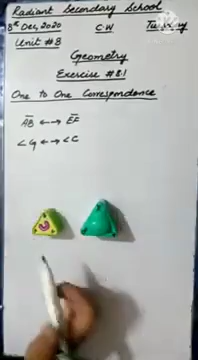 Radiant Secondary School
8th Dec, 2020 C.W Tuesday
Unit #8
Geometry
Exercise #8.1
One to One Correspondence
AB ↔ EF
∠G ↔ ∠C